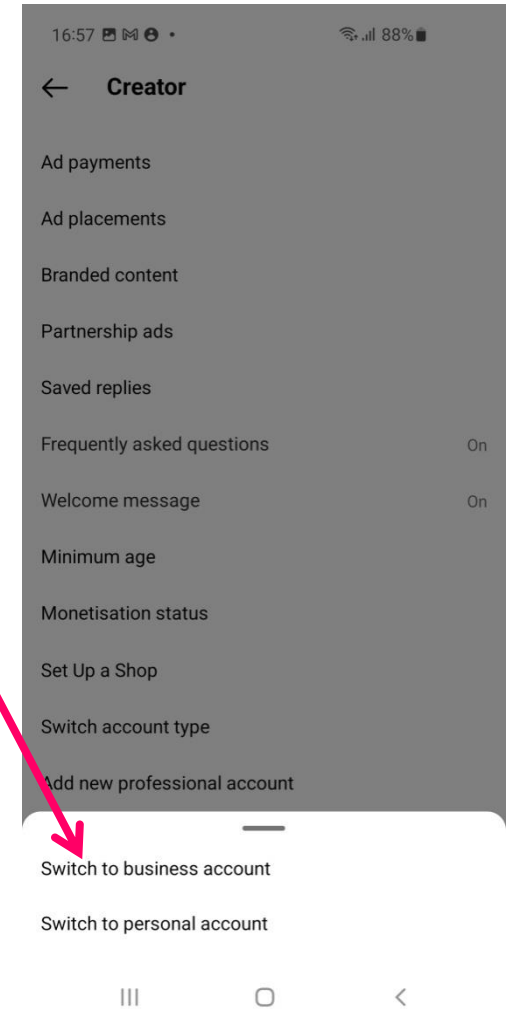 16:57 88%
Creator
Ad payments
Ad placements
Branded content
Partnership ads
Saved replies
Frequently asked questions On
Welcome message On
Minimum age
Monetisation status
Set Up a Shop
Switch account type
Add new professional account
Switch to business account
Switch to personal account